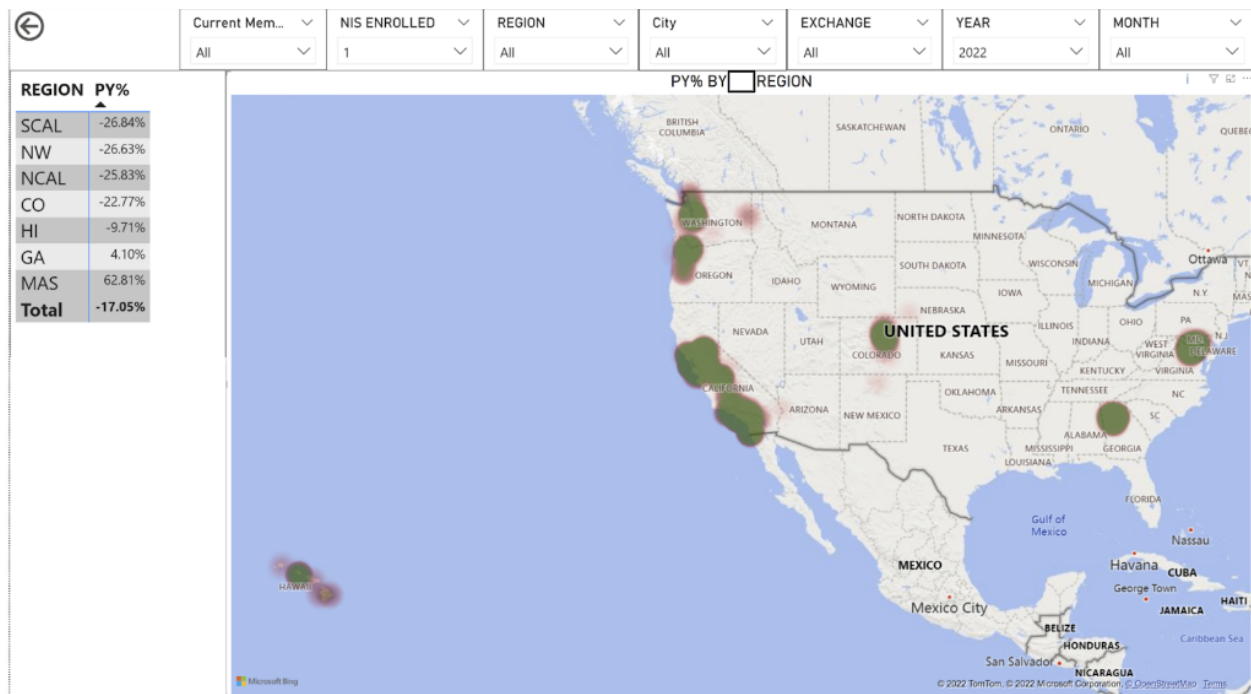 Current Mem...
NIS ENROLLED
REGION
City
EXCHANGE
YEAR
MONTH
All
1
All
All
All
2022
All
REGION PY%
SCAL -26.84%
NW -26.63%
NCAL -25.83%
CO -22.77%
HI -9.71%
GA 4.10%
MAS 62.81%
Total -17.05%
PY% BY REGION
BRITISH
COLUMBIA
SASKATCHEWAN
ONTARIO
QUEBEC
WASHINGTON
MONTANA
NORTH DAKOTA
MINNESOTA
Ottawa
VT.
OREGON
IDAHO
SOUTH DAKOTA
WISCONSIN
MICHIGAN
N.Y.
MAS
WYOMING
IOWA
NEBRASKA
NEVADA
UTAH
UNITED STATES
ILLINOIS
INDIANA
OHIO
PA
N.J
COLORADO
KANSAS
MISSOURI
WEST
VIRGINIA
MD.
DELAWARE
KENTUCKY
VIRGINIA
CALIFORNIA
ARIZONA
NEW MEXICO
OKLAHOMA
ARKANSAS
TENNESSEE
NC
SC
TEXAS
MISSISSIPPI
ALABAMA
GEORGIA
LOUISIANA
FLORIDA
Gulf of
Mexico
Nassau
HAWAII
MEXICO
Havana
CUBA
George Town
HAITI
Mexico City
JAMAICA
BELIZE
HONDURAS
Caribbean Sea
San Salvador
NICARAGUA
Microsoft Bing
© 2022 TomTom, © 2022 Microsoft Corporation, © OpenStreetMap Terms